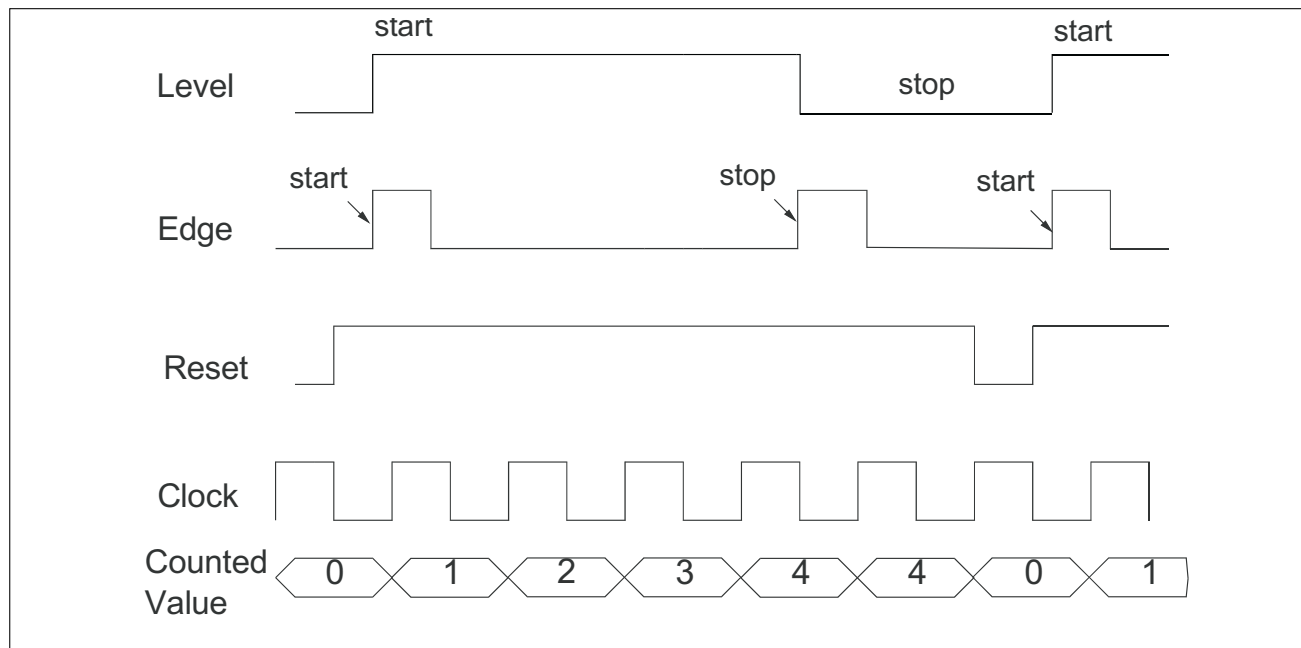 start start
Level
stop
start stop start
Edge
Reset
Clock
Counted
Value
0 1 2 3 4 4 0 1